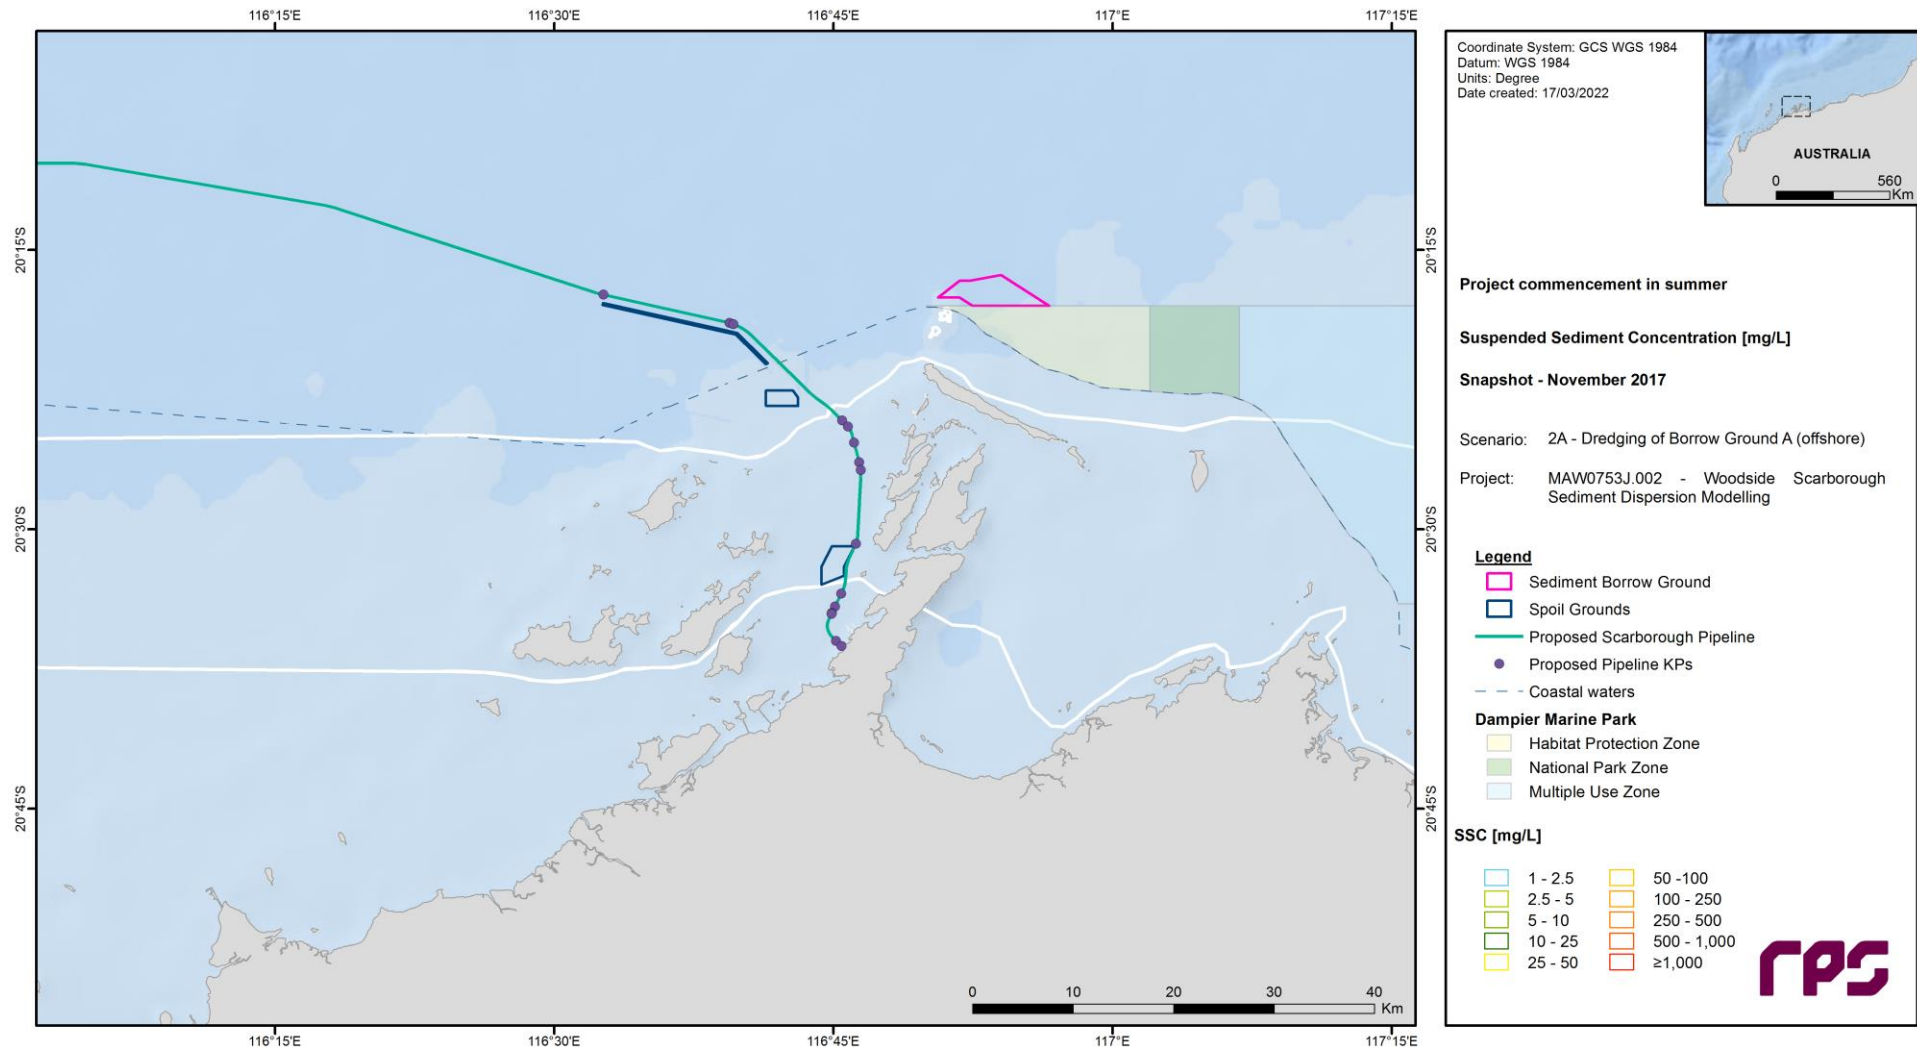 116°15'E 116°30'E 116°45'E 117°E 117°15'E
20°15'S 20°15'S
20°30'S 20°30'S
20°45'S 20°45'S
0 10 20 30 40
Km
116°15'E 116°30'E 116°45'E 117°E 117°15'E
Coordinate System: GCS WGS 1984
Datum: WGS 1984
Units: Degree
Date created: 17/03/2022
AUSTRALIA
0 560
Km
Project commencement in summer
Suspended Sediment Concentration [mg/L]
Snapshot - November 2017
Scenario: 2A - Dredging of Borrow Ground A (offshore)
Project: MAW0753J.002 - Woodside Scarborough
Sediment Dispersion Modelling
Legend
Sediment Borrow Ground
Spoil Grounds
Proposed Scarborough Pipeline
Proposed Pipeline KPs
Coastal waters
Dampier Marine Park
Habitat Protection Zone
National Park Zone
Multiple Use Zone
SSC [mg/L]
1 - 2.5 50 -100
2.5 - 5 100 - 250
5 - 10 250 - 500
10 - 25 500 - 1,000
25 - 50 ≥1,000
rps